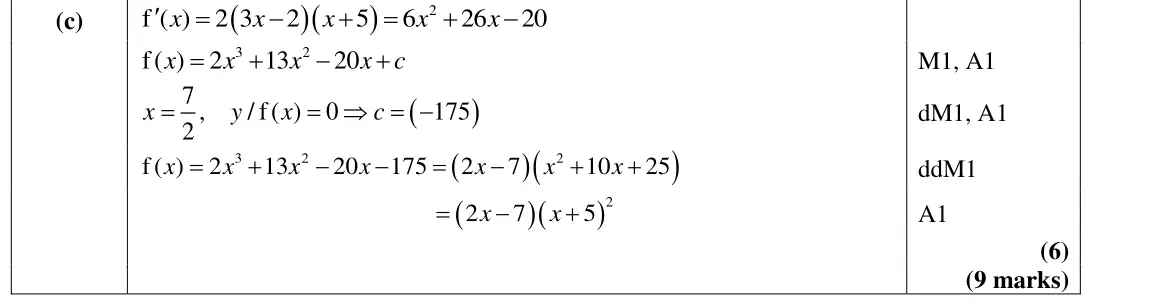 (c) f′(x) = 2(3x−2)(x+5) = 6x² + 26x − 20
f(x) = 2x³ + 13x² − 20x + c M1, A1
x = 7/2, y / f(x) = 0 ⇒ c = (−175) dM1, A1
f(x) = 2x³ + 13x² − 20x − 175 = (2x−7)(x² + 10x + 25) ddM1
= (2x−7)(x+5)² A1
(6)
(9 marks)